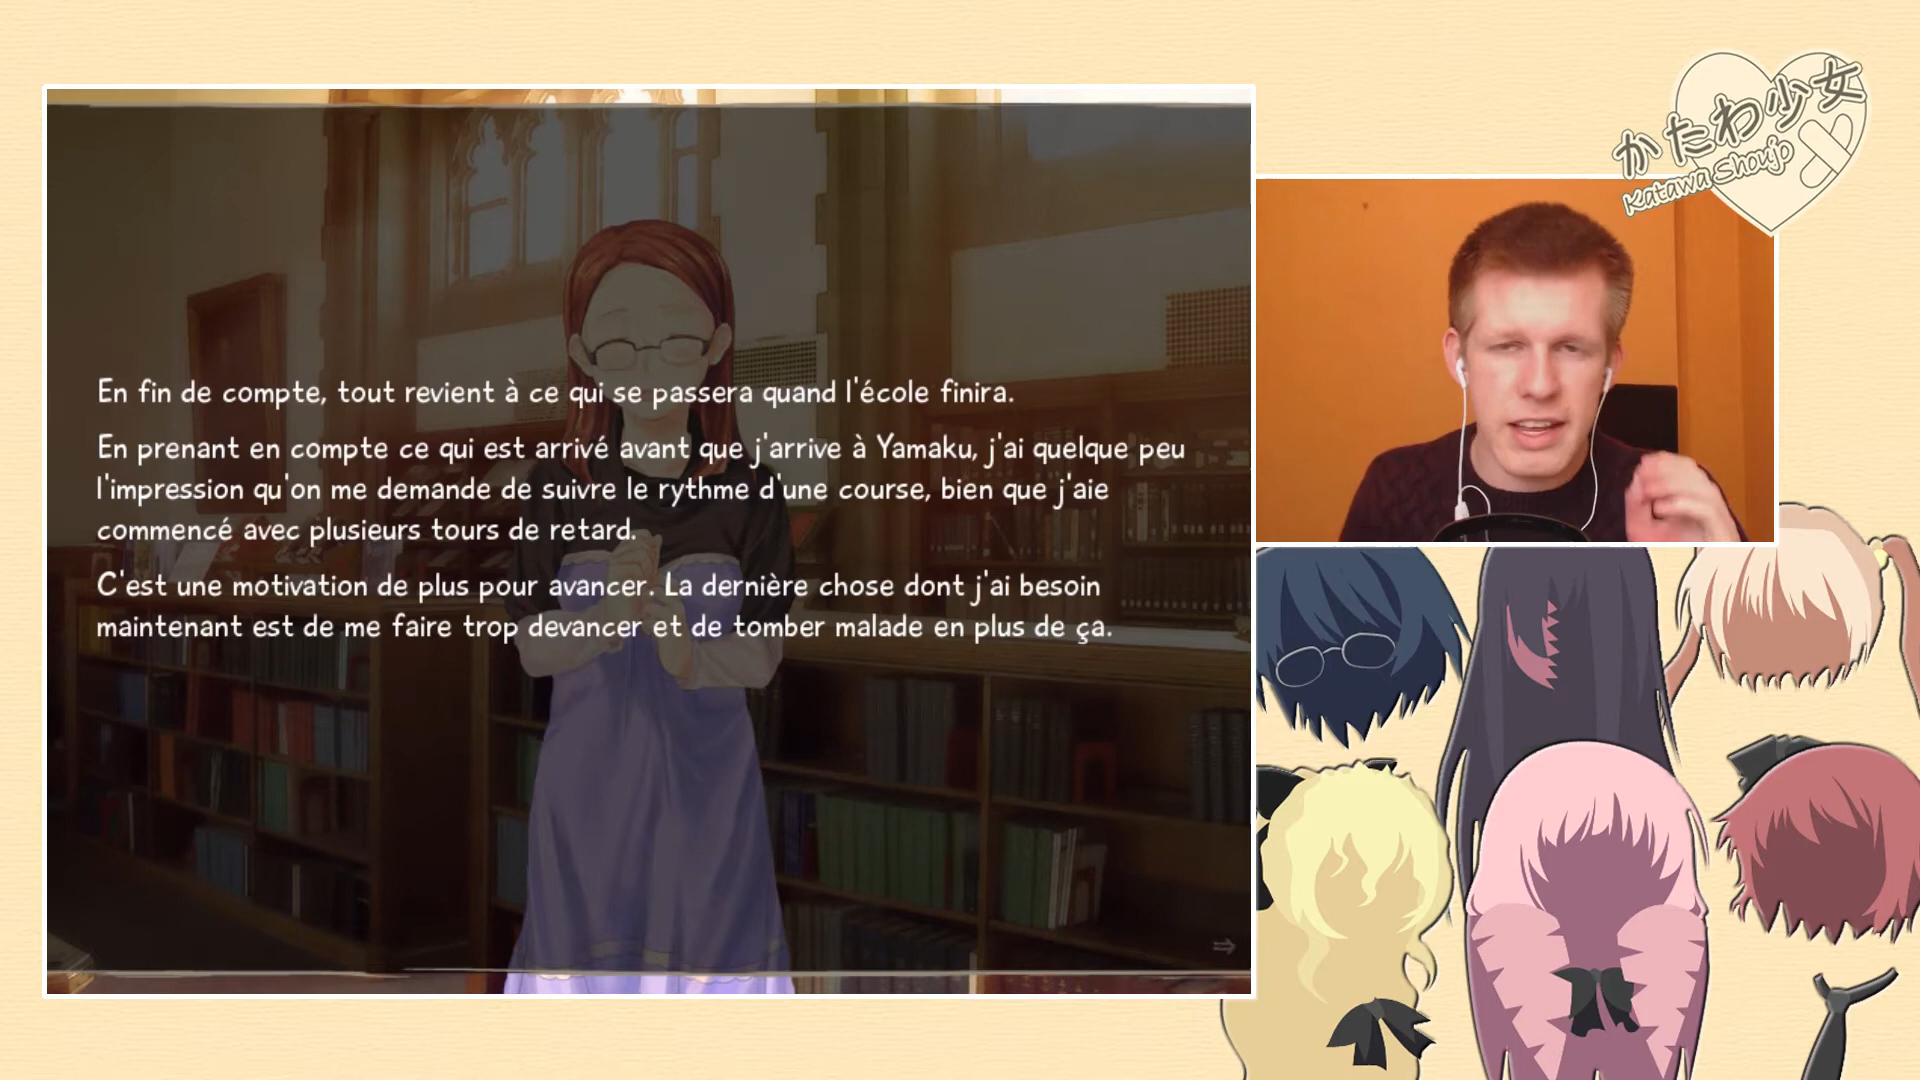 かたわ少女
Katawa Shoujo
En fin de compte, tout revient à ce qui se passera quand l'école finira.
En prenant en compte ce qui est arrivé avant que j'arrive à Yamaku, j'ai quelque peu
l'impression qu'on me demande de suivre le rythme d'une course, bien que j'aie
commencé avec plusieurs tours de retard.
C'est une motivation de plus pour avancer. La dernière chose dont j'ai besoin
maintenant est de me faire trop devancer et de tomber malade en plus de ça.